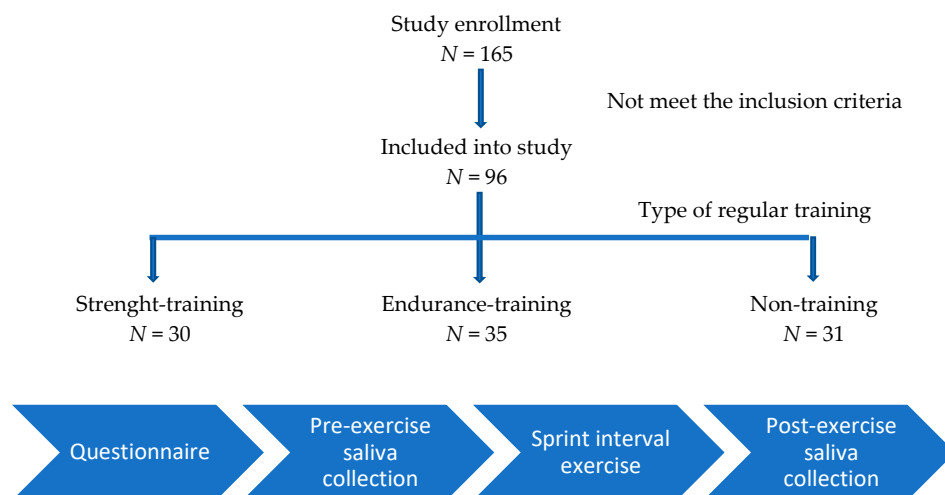 Study enrollment
N = 165
Not meet the inclusion criteria
Included into study
N = 96
Type of regular training
Strenght-training
N = 30
Endurance-training
N = 35
Non-training
N = 31
Questionnaire
Pre-exercise
saliva
collection
Sprint interval
exercise
Post-exercise
saliva
collection